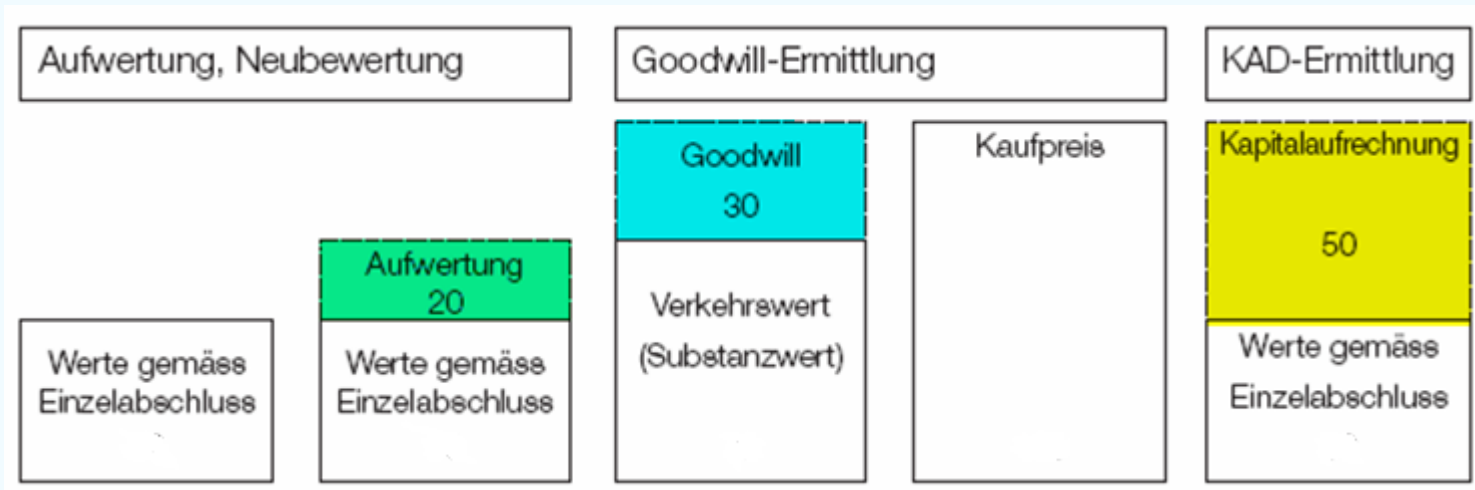 Aufwertung, Neubewertung
Goodwill-Ermittlung
KAD-Ermittlung
Werte gemäss
Einzelabschluss
Aufwertung
20
Werte gemäss
Einzelabschluss
Goodwill
30
Verkehrswert
(Substanzwert)
Kaufpreis
Kapitalaufrechnung
50
Werte gemäss
Einzelabschluss